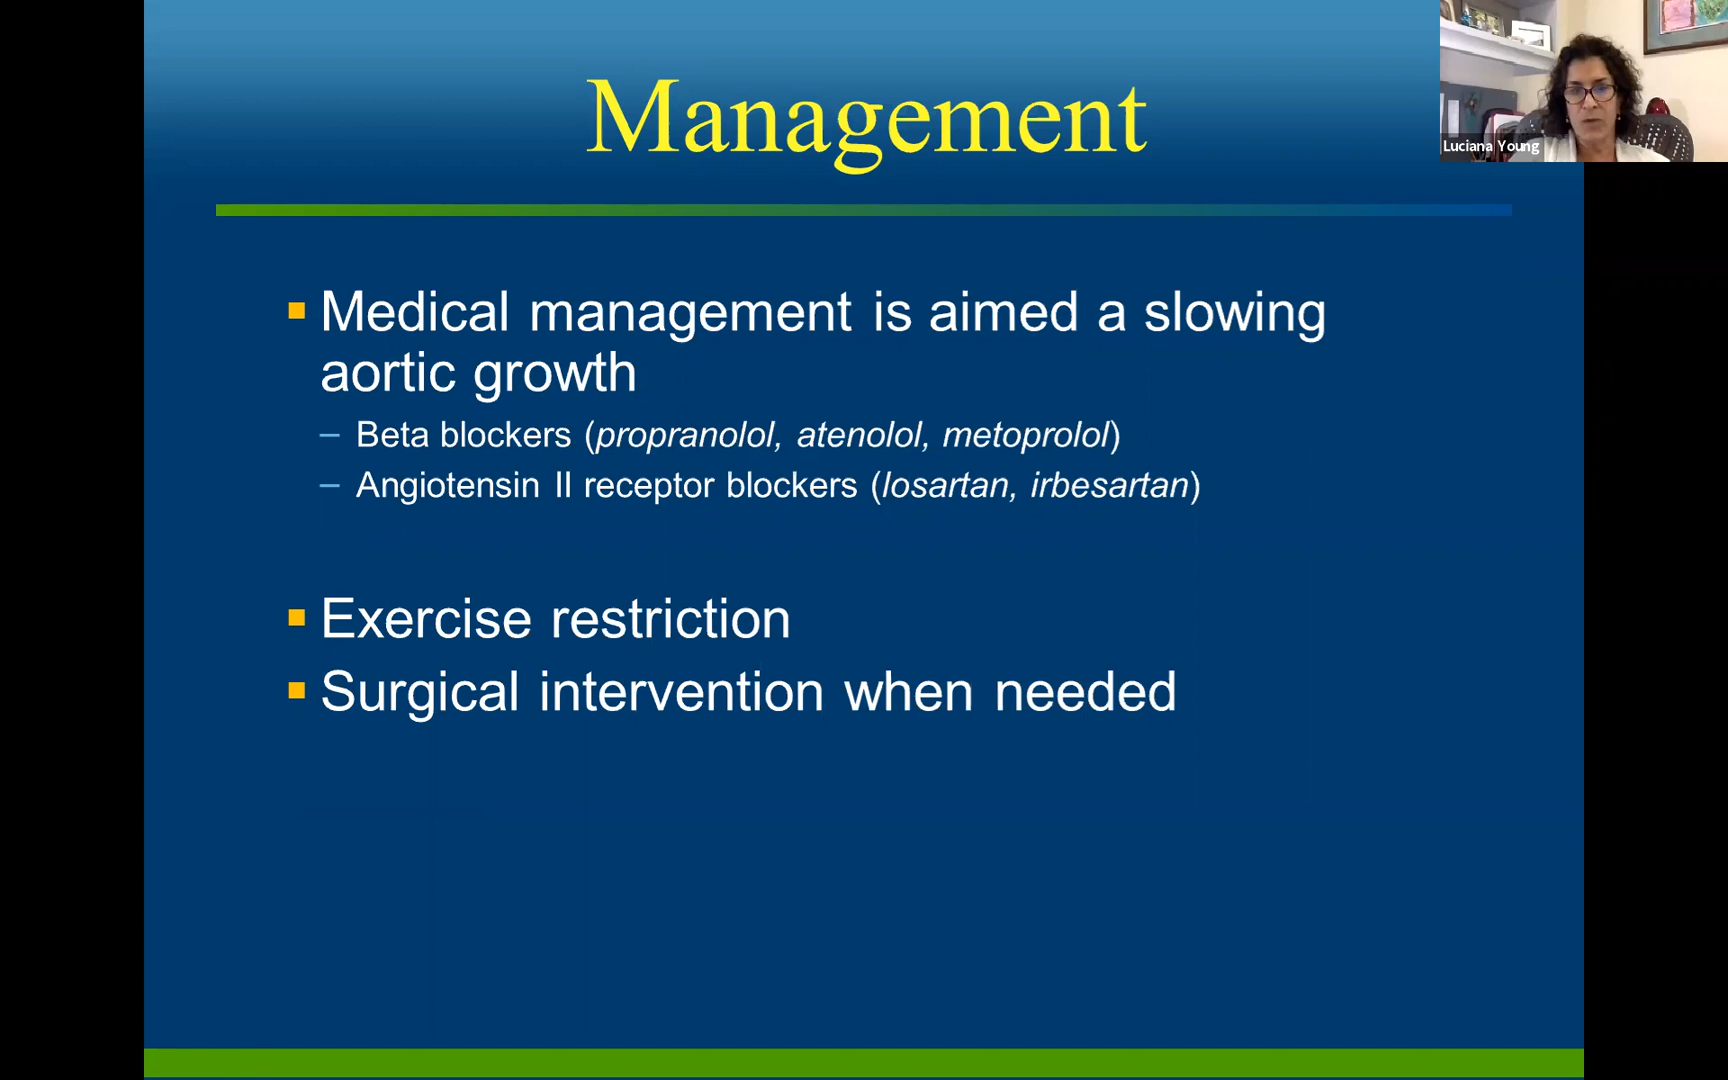 Management
Luciana Young
Medical management is aimed a slowing
aortic growth
– Beta blockers (propranolol, atenolol, metoprolol)
– Angiotensin II receptor blockers (losartan, irbesartan)
Exercise restriction
Surgical intervention when needed